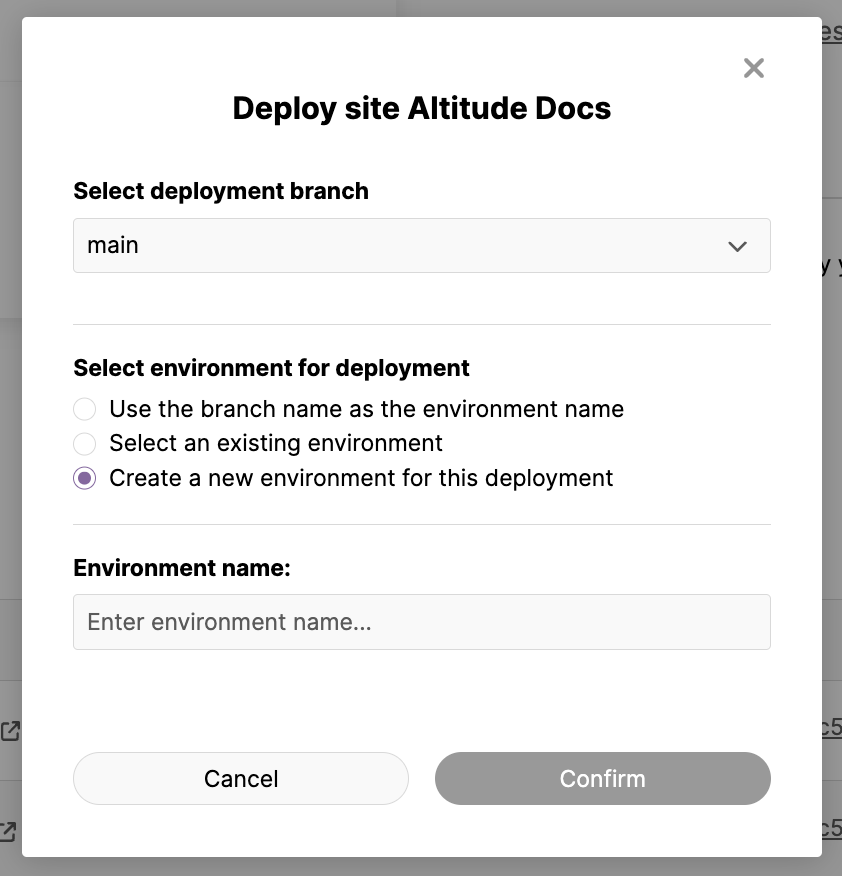 Deploy site Altitude Docs
Select deployment branch
main
Select environment for deployment
Use the branch name as the environment name
Select an existing environment
Create a new environment for this deployment
Environment name:
Enter environment name...
Cancel
Confirm